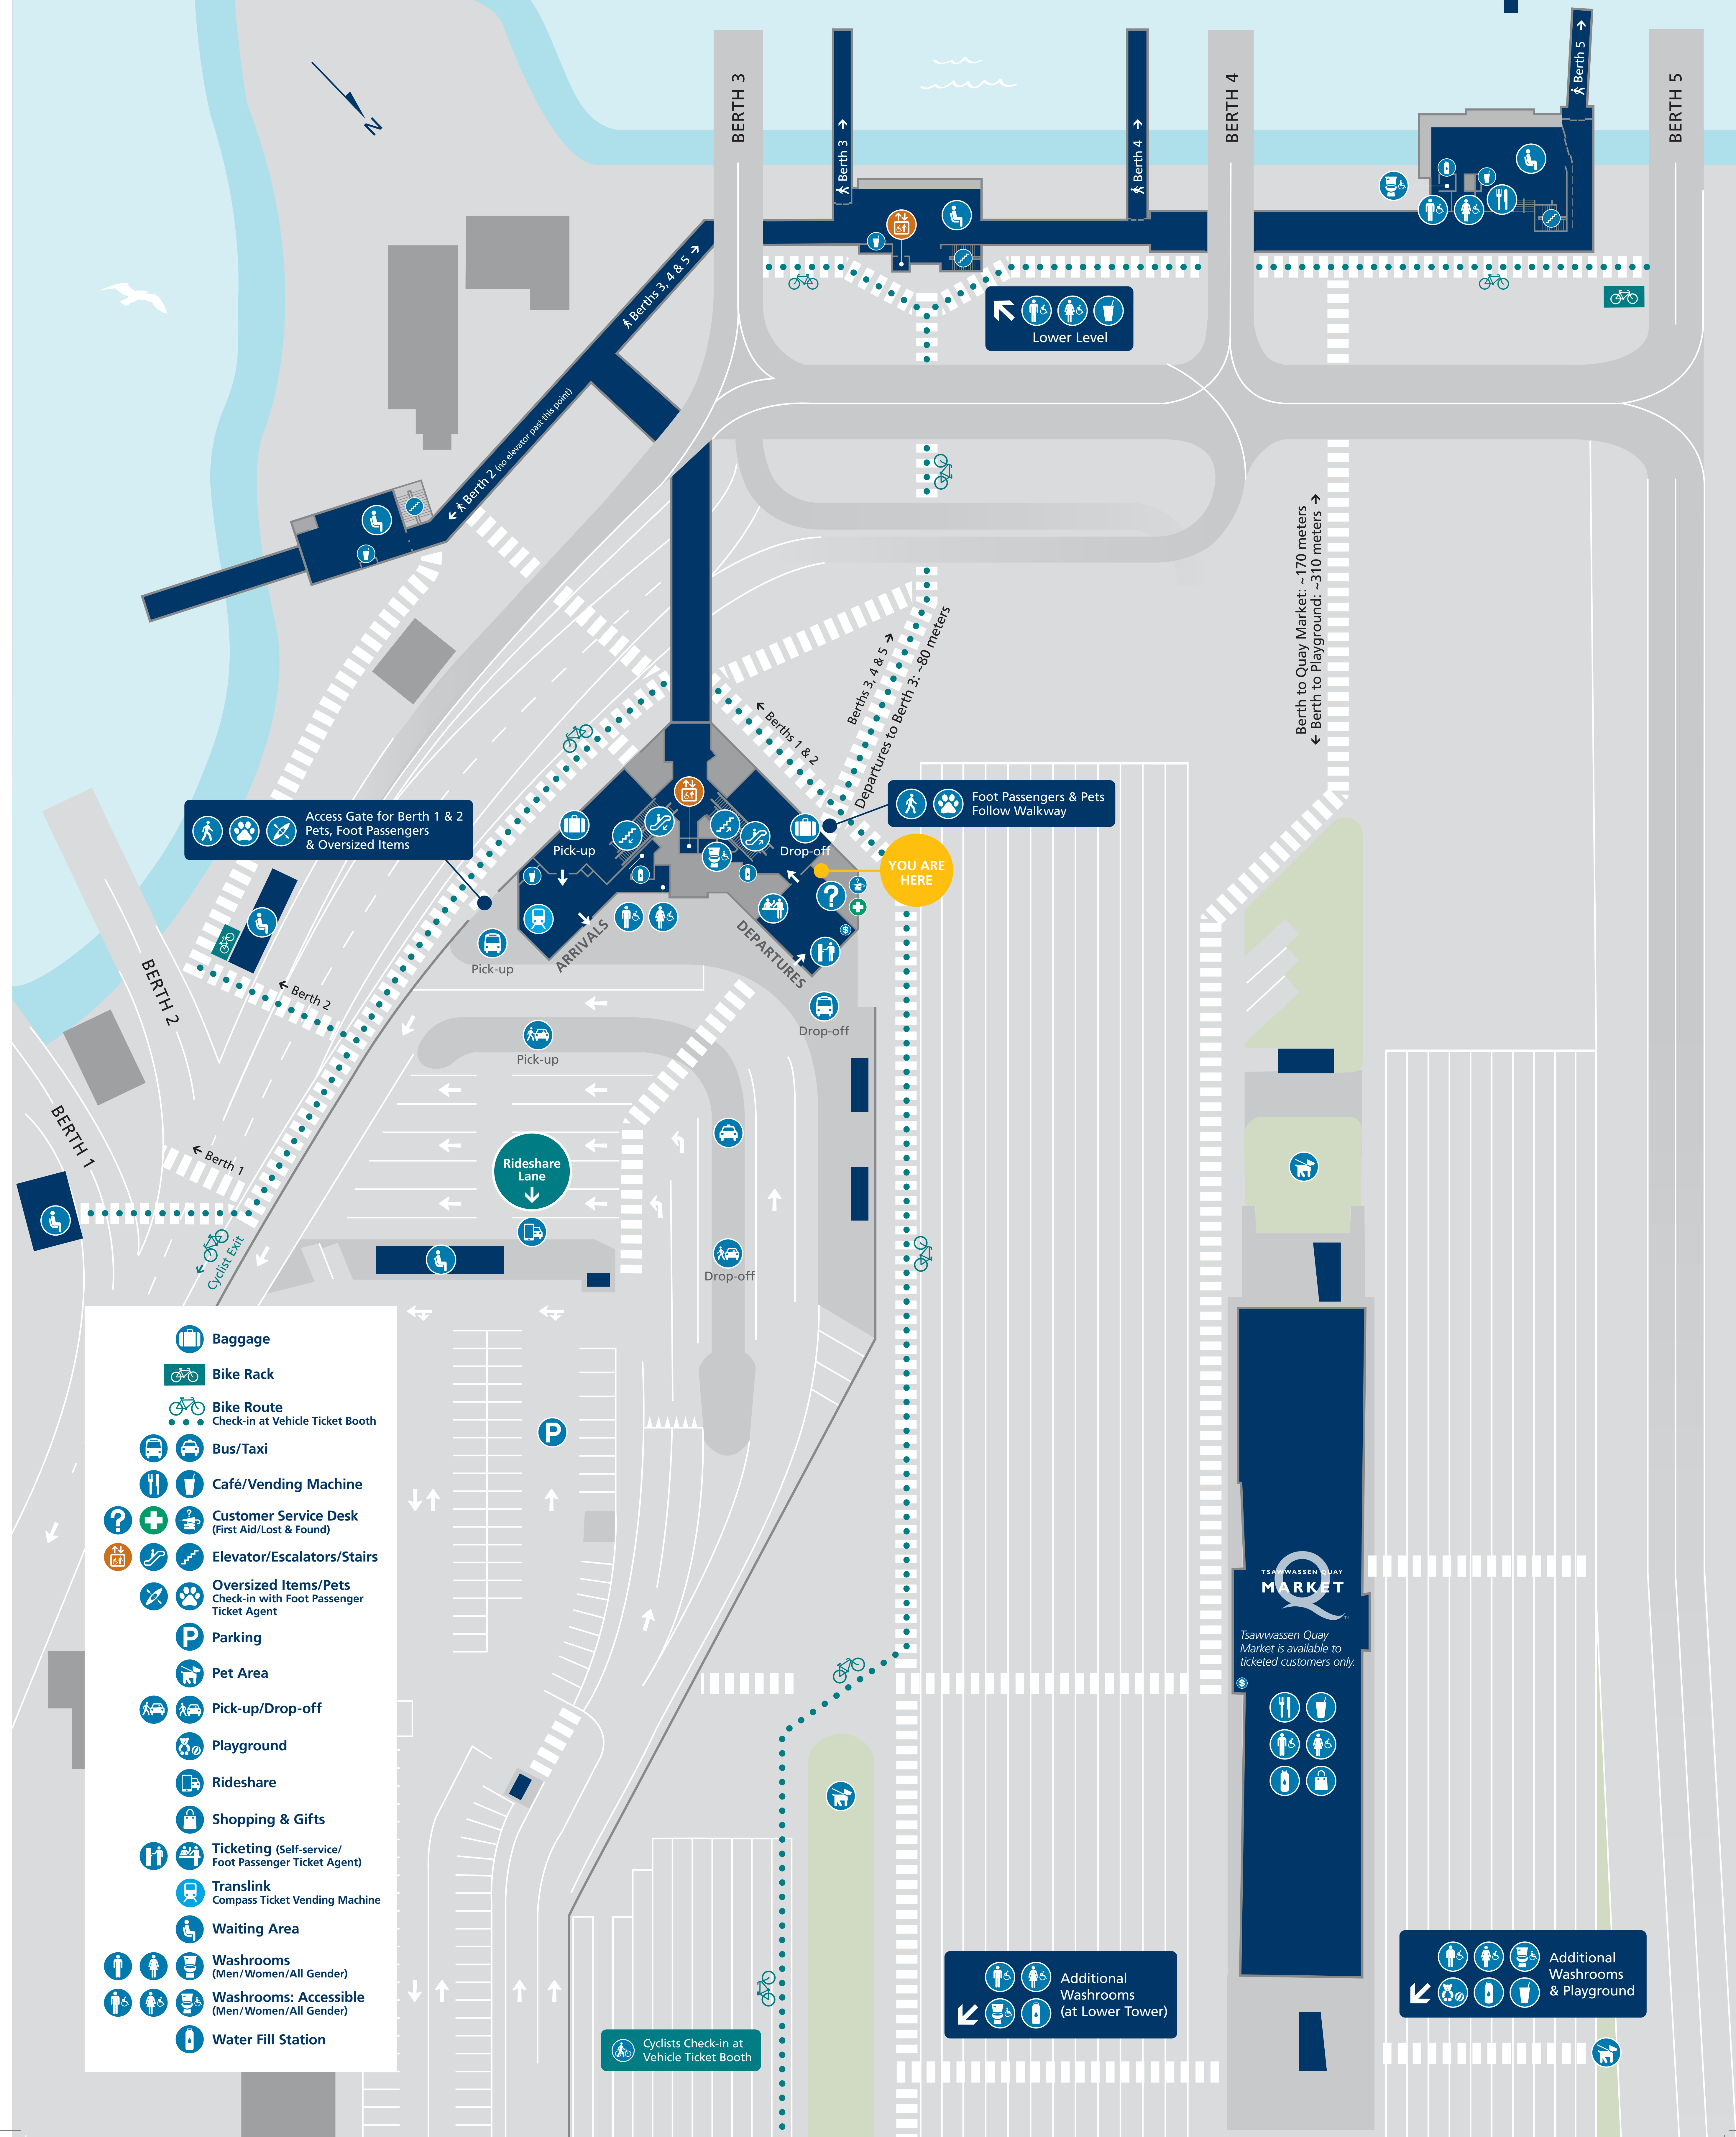 N
BERTH 3
Berth 3
Berth 4
BERTH 4
Berth 5
BERTH 5
Berths 3, 4 & 5
Lower Level
Berth 2 (no elevator past this point)
Berth to Quay Market: ~170 meters
Berth to Playground: ~310 meters
Berths 3, 4 & 5
Departures to Berth 3: ~80 meters
Berths 1 & 2
Access Gate for Berth 1 & 2
Pets, Foot Passengers
& Oversized Items
Foot Passengers & Pets
Follow Walkway
Pick-up
Drop-off
YOU ARE
HERE
ARRIVALS
DEPARTURES
Pick-up
Drop-off
Pick-up
BERTH 2
Berth 2
BERTH 1
Berth 1
Cyclist Exit
Rideshare
Lane
Drop-off
P
Baggage
Bike Rack
Bike Route
Check-in at Vehicle Ticket Booth
Bus/Taxi
Café/Vending Machine
Customer Service Desk
(First Aid/Lost & Found)
Elevator/Escalators/Stairs
Oversized Items/Pets
Check-in with Foot Passenger
Ticket Agent
P Parking
Pet Area
Pick-up/Drop-off
Playground
Rideshare
Shopping & Gifts
Ticketing (Self-service/
Foot Passenger Ticket Agent)
Translink
Compass Ticket Vending Machine
Waiting Area
Washrooms
(Men/Women/All Gender)
Washrooms: Accessible
(Men/Women/All Gender)
Water Fill Station
TSAWWASSEN QUAY
MARKET
Tsawwassen Quay
Market is available to
ticketed customers only.
Additional
Washrooms
(at Lower Tower)
Additional
Washrooms
& Playground
Cyclists Check-in at
Vehicle Ticket Booth